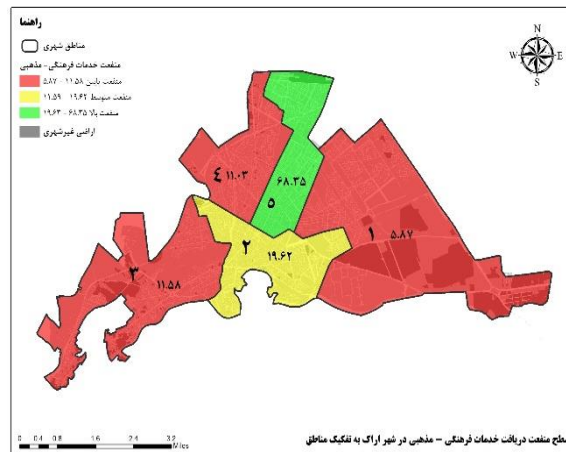 راهنما
مناطق شهری
منفعت خدمات فرهنگی - مذهبی
منفعت پایین ۱۱.۵۸ - ۵.۸۷
منفعت متوسط ۱۹.۶۲ - ۱۱.۵۹
منفعت بالا ۶۸.۳۵ - ۱۹.۶۳
اراضی غیرشهری
N
W E
S
۴ ۱۱.۰۳
۶۸.۳۵
۵
۱ ۵.۸۷
۲ ۱۹.۶۲
۳ ۱۱.۵۸
0 0.4 0.8 1.6 2.4 3.2
Miles
سطح منفعت دریافت خدمات فرهنگی - مذهبی در شهر اراک به تفکیک مناطق